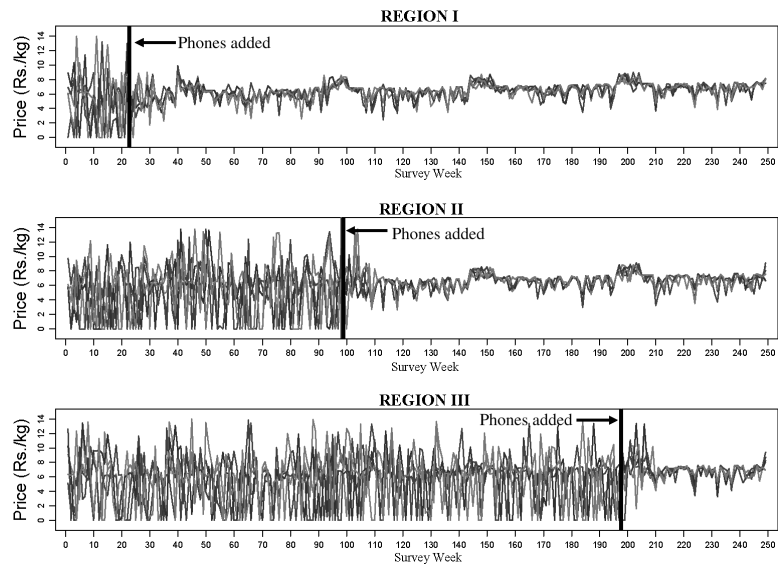 REGION I
Price (Rs./kg)
0 2 4 6 8 10 12 14
Phones added
0 10 20 30 40 50 60 70 80 90 100 110 120 130 140 150 160 170 180 190 200 210 220 230 240 250
Survey Week
REGION II
Price (Rs./kg)
0 2 4 6 8 10 12 14
Phones added
0 10 20 30 40 50 60 70 80 90 100 110 120 130 140 150 160 170 180 190 200 210 220 230 240 250
Survey Week
REGION III
Price (Rs./kg)
0 2 4 6 8 10 12 14
Phones added
0 10 20 30 40 50 60 70 80 90 100 110 120 130 140 150 160 170 180 190 200 210 220 230 240 250
Survey Week